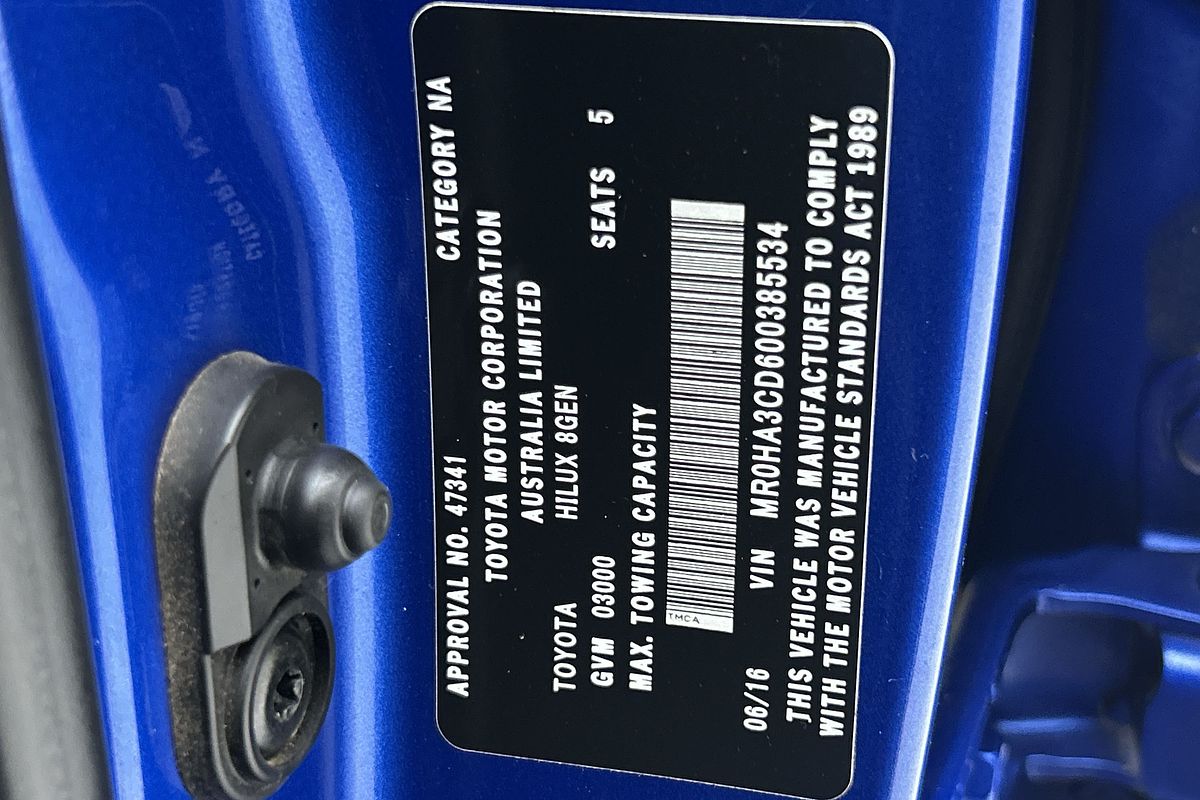 APPROVAL NO. 47341 CATEGORY NA
TOYOTA MOTOR CORPORATION
AUSTRALIA LIMITED
TOYOTA HILUX 8GEN
GVM 03000 SEATS 5
MAX. TOWING CAPACITY
TMCA
06/16 VIN MR0HA3CD600385534
THIS VEHICLE WAS MANUFACTURED TO COMPLY
WITH THE MOTOR VEHICLE STANDARDS ACT 1989